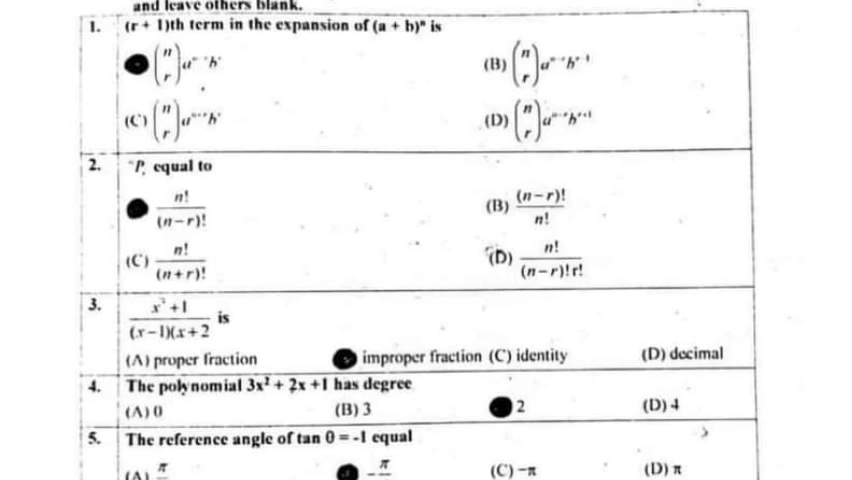 and leave others blank.
1. (r + 1)th term in the expansion of (a + b)ⁿ is
(n r) (B) (n r)
(C) (n r) (D) (n r)
2. ⁿPᵣ equal to
n!/(n−r)! (B) (n−r)!/n!
(C) n!/(n+r)! (D) n!/(n−r)!r!
3. +1/(x−1)(x+2 is
(A) proper fraction improper fraction (C) identity (D) decimal
4. The polynomial 3x² + 2x +1 has degree
(A) 0 (B) 3 2 (D) 4
5. The reference angle of tan θ = -1 equal
(A) π − π (C) −π (D) π